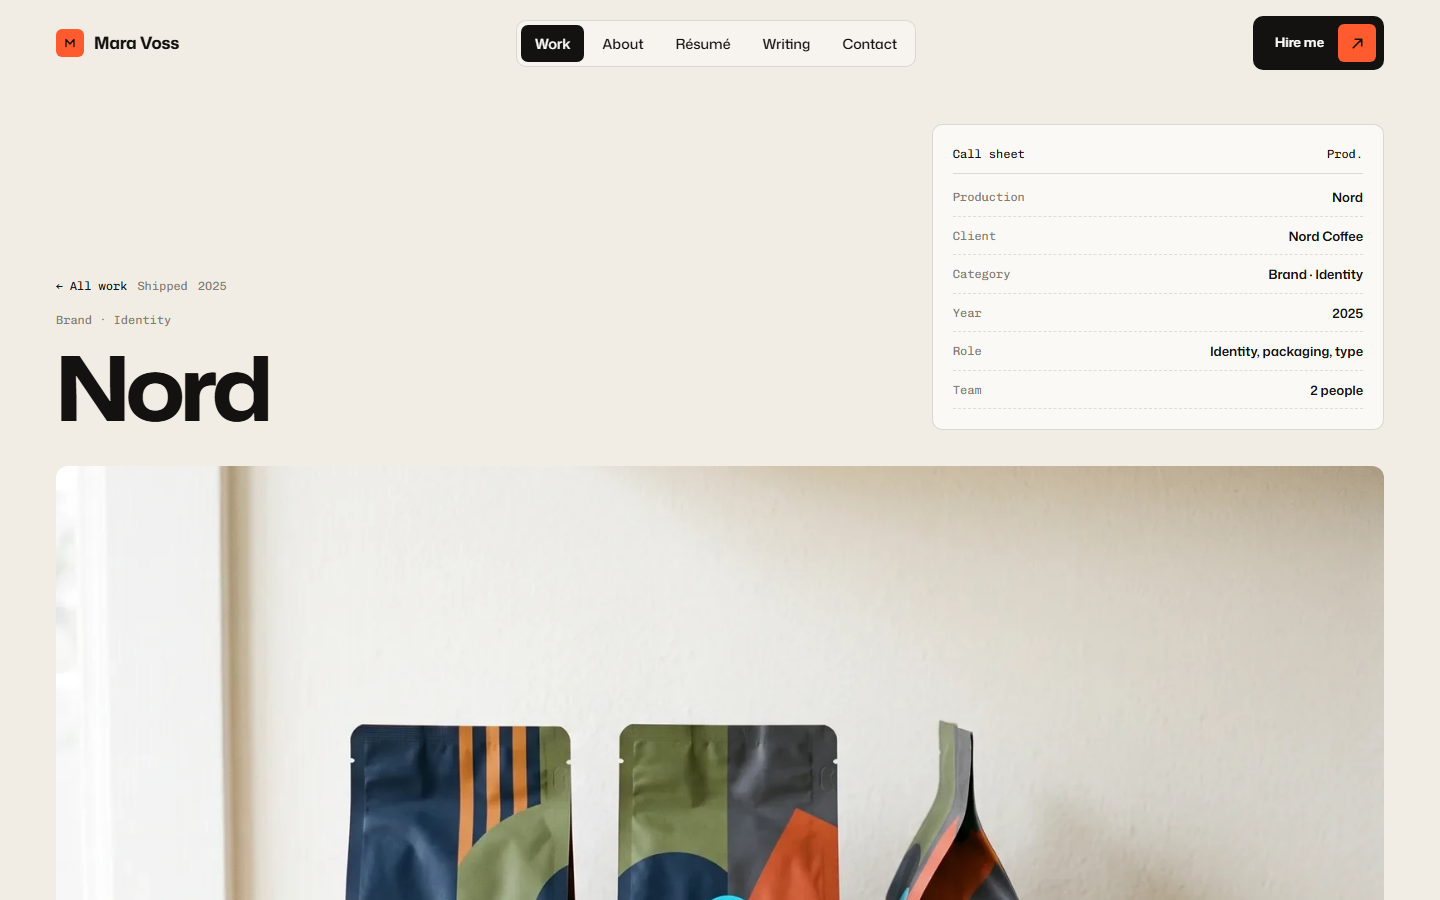 M Mara Voss
Work About Résumé Writing Contact
Hire me
Call sheet Prod.
Production Nord
Client Nord Coffee
Category Brand · Identity
Year 2025
Role Identity, packaging, type
Team 2 people
← All work Shipped 2025
Brand · Identity
Nord